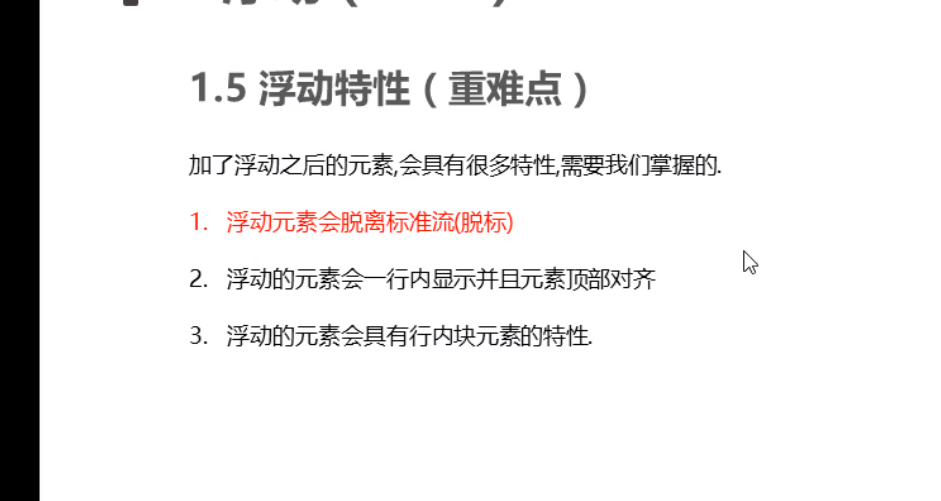 1.5 浮动特性（重难点）
加了浮动之后的元素,会具有很多特性,需要我们掌握的.
1. 浮动元素会脱离标准流(脱标)
2. 浮动的元素会一行内显示并且元素顶部对齐
3. 浮动的元素会具有行内块元素的特性.